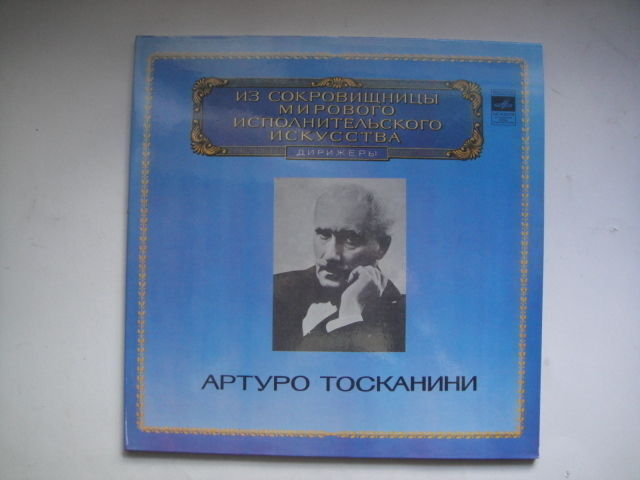 ИЗ СОКРОВИЩНИЦЫ
МИРОВОГО
ИСПОЛНИТЕЛЬСКОГО
ИСКУССТВА
ДИРИЖЕРЫ
АРТУРО ТОСКАНИНИ